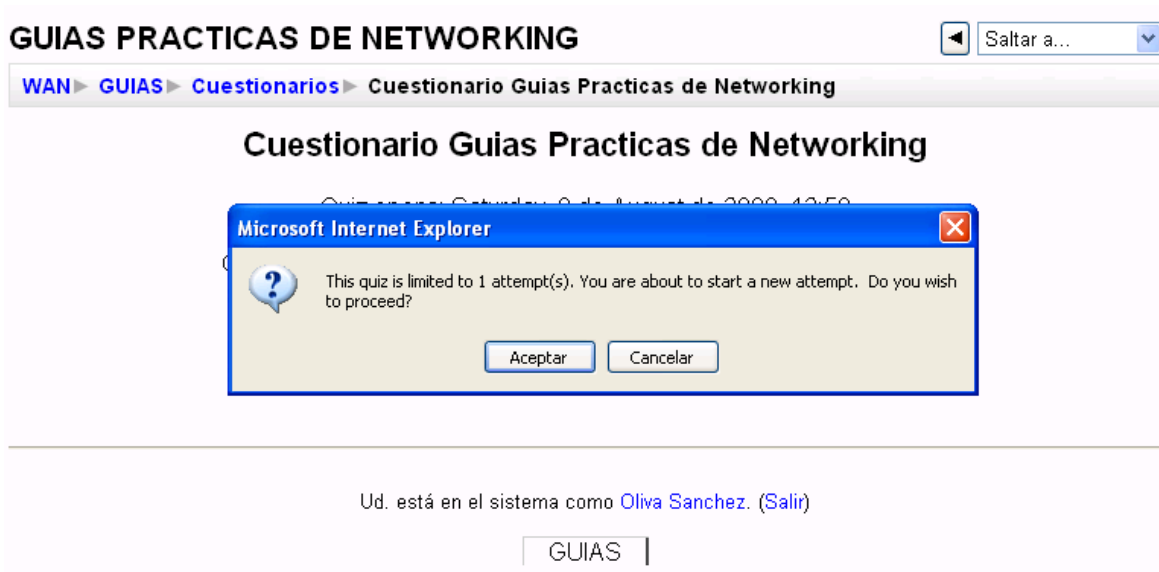 GUIAS PRACTICAS DE NETWORKING
Saltar a...
WAN► GUIAS► Cuestionarios► Cuestionario Guias Practicas de Networking
Cuestionario Guias Practicas de Networking
Microsoft Internet Explorer
This quiz is limited to 1 attempt(s). You are about to start a new attempt. Do you wish
to proceed?
Aceptar
Cancelar
Ud. está en el sistema como Oliva Sanchez. (Salir)
GUIAS